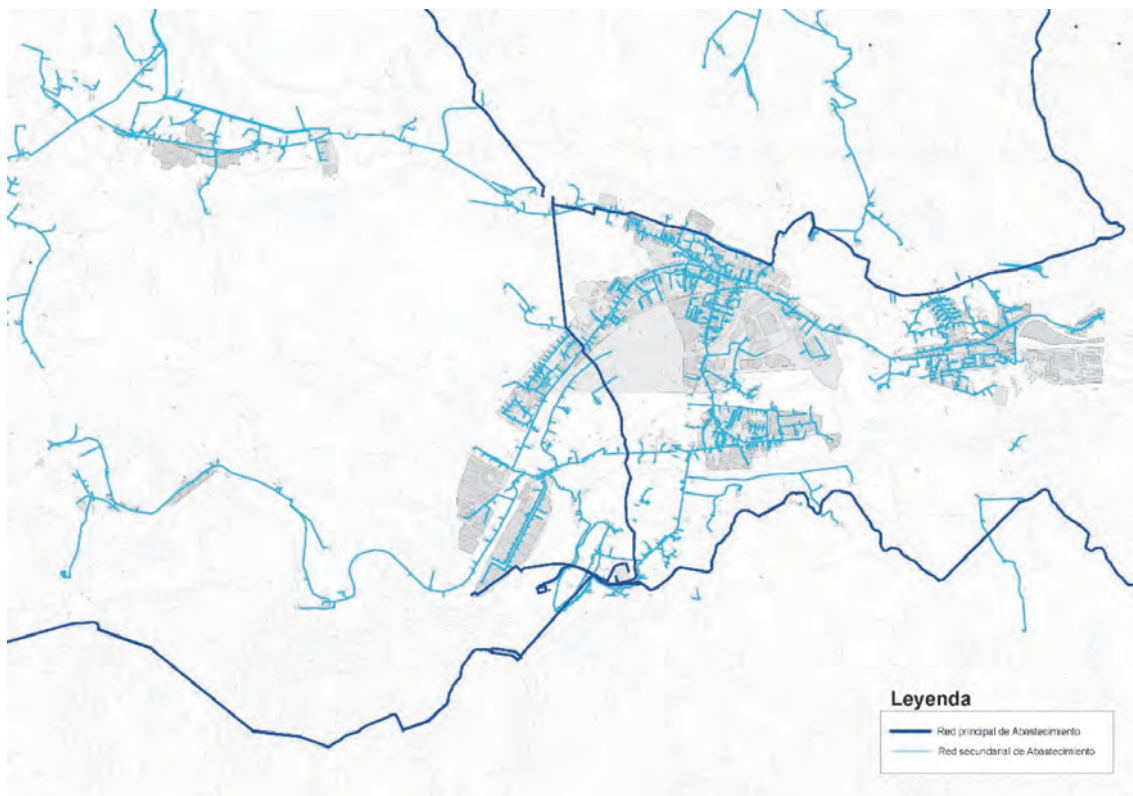 Leyenda
Red principal de Abastecimiento
Red secundarial de Abastecimiento